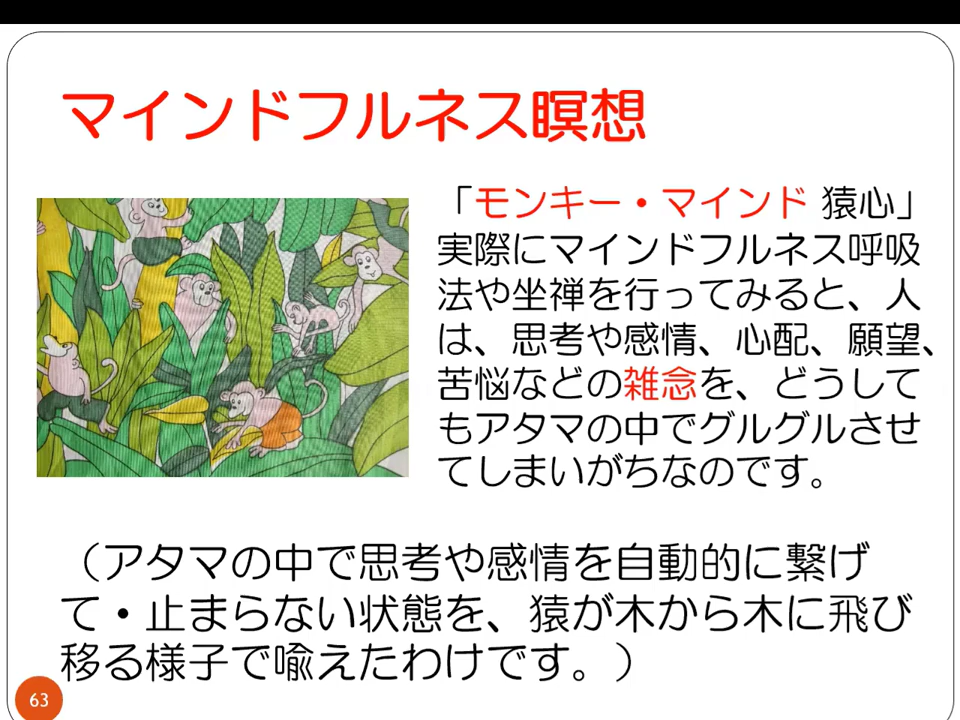 マインドフルネス瞑想
「モンキー・マインド 猿心」
実際にマインドフルネス呼吸
法や坐禅を行ってみると、人
は、思考や感情、心配、願望、
苦悩などの雑念を、どうして
もアタマの中でグルグルさせ
てしまいがちなのです。
（アタマの中で思考や感情を自動的に繋げ
て・止まらない状態を、猿が木から木に飛び
移る様子で喩えたわけです。）
63